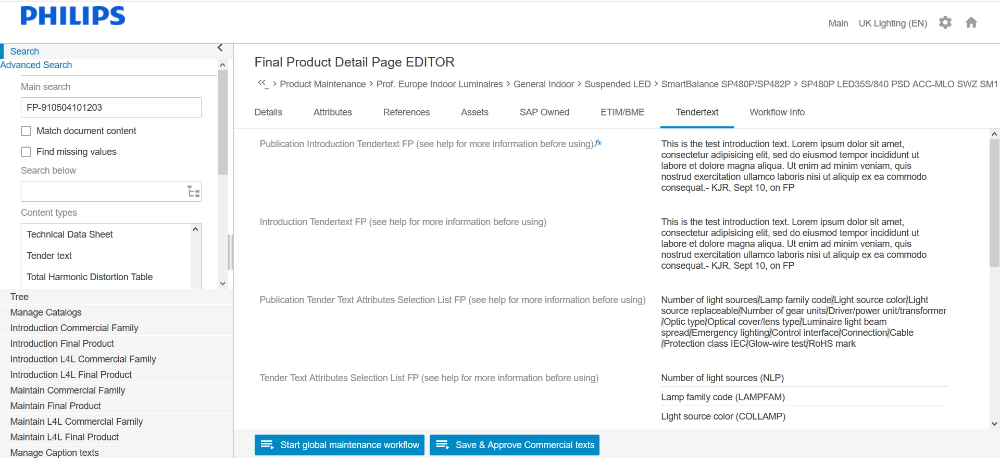 PHILIPS
Main UK Lighting (EN)
Search
Advanced Search
Main search
FP-910504101203
Match document content
Find missing values
Search below
Content types
Technical Data Sheet
Tender text
Total Harmonic Distortion Table
Tree
Manage Catalogs
Introduction Commercial Family
Introduction Final Product
Introduction L4L Commercial Family
Introduction L4L Final Product
Maintain Commercial Family
Maintain Final Product
Maintain L4L Commercial Family
Maintain L4L Final Product
Manage Caption texts
Final Product Detail Page EDITOR
> Product Maintenance > Prof. Europe Indoor Luminaires > General Indoor > Suspended LED > SmartBalance SP480P/SP482P > SP480P LED35S/840 PSD ACC-MLO SWZ SM1
Details Attributes References Assets SAP Owned ETIM/BME Tendertext Workflow Info
Publication Introduction Tendertext FP (see help for more information before using) fx
This is the test introduction text. Lorem ipsum dolor sit amet,
consectetur adipisicing elit, sed do eiusmod tempor incididunt ut
labore et dolore magna aliqua. Ut enim ad minim veniam, quis
nostrud exercitation ullamco laboris nisi ut aliquip ex ea commodo
consequat.- KJR, Sept 10, on FP
Introduction Tendertext FP (see help for more information before using)
This is the test introduction text. Lorem ipsum dolor sit amet,
consectetur adipisicing elit, sed do eiusmod tempor incididunt ut
labore et dolore magna aliqua. Ut enim ad minim veniam, quis
nostrud exercitation ullamco laboris nisi ut aliquip ex ea commodo
consequat.- KJR, Sept 10, on FP
Publication Tender Text Attributes Selection List FP (see help for more information before using)
Number of light sources/Lamp family code/Light source color/Light
source replaceable/Number of gear units/Driver/power unit/transformer
/Optic type/Optical cover/lens type/Luminaire light beam
spread/Emergency lighting/Control interface/Connection/Cable
/Protection class IEC/Glow-wire test/RoHS mark
Tender Text Attributes Selection List FP (see help for more information before using)
Number of light sources (NLP)
Lamp family code (LAMPFAM)
Light source color (COLLAMP)
Start global maintenance workflow
Save & Approve Commercial texts